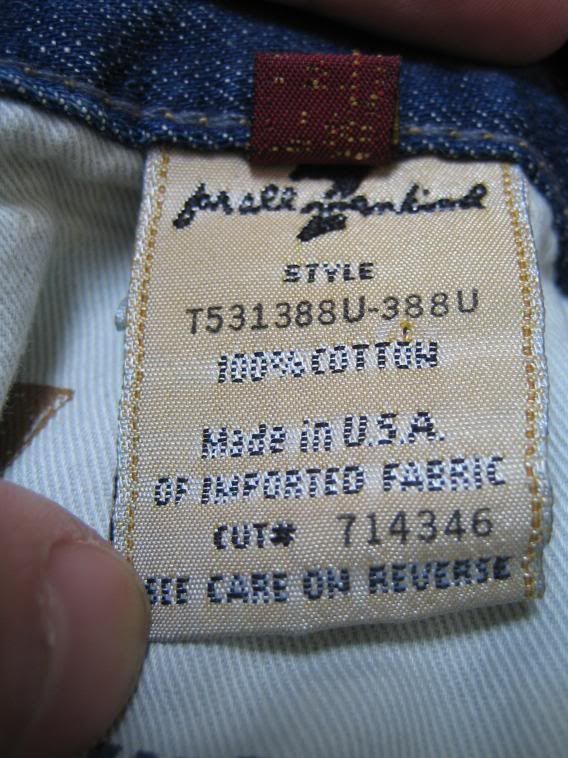 for all mankind
STYLE
T531388U-388U
100% COTTON
Made in U.S.A.
OF IMPORTED FABRIC
CUT# 714346
SEE CARE ON REVERSE